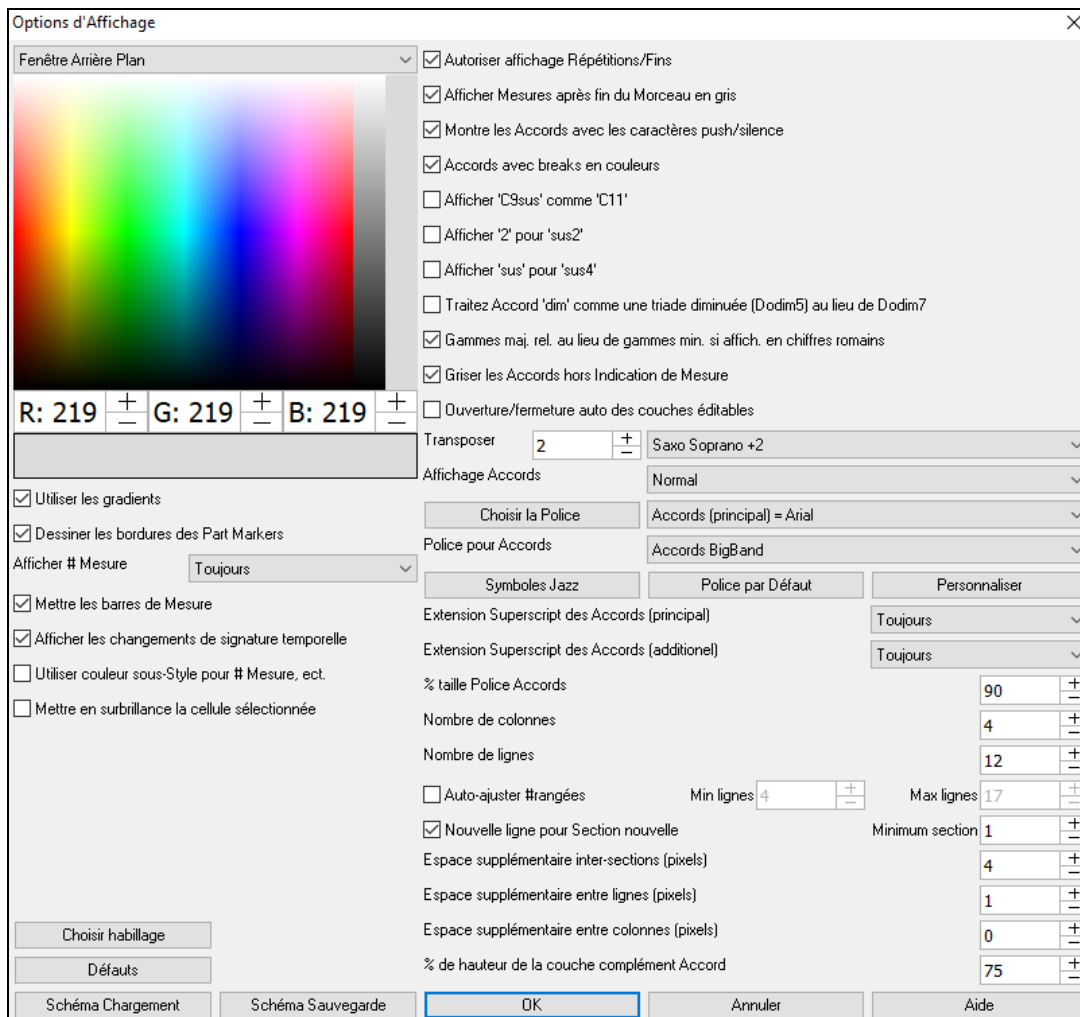 Options d'Affichage
Fenêtre Arrière Plan
R: 219 G: 219 B: 219
Utiliser les gradients
Dessiner les bordures des Part Markers
Afficher # Mesure Toujours
Mettre les barres de Mesure
Afficher les changements de signature temporelle
Utiliser couleur sous-Style pour # Mesure, ect.
Mettre en surbrillance la cellule sélectionnée
Choisir habillage
Défauts
Schéma Chargement Schéma Sauvegarde
Autoriser affichage Répétitions/Fins
Afficher Mesures après fin du Morceau en gris
Montre les Accords avec les caractères push/silence
Accords avec breaks en couleurs
Afficher 'C9sus' comme 'C11'
Afficher '2' pour 'sus2'
Afficher 'sus' pour 'sus4'
Traitez Accord 'dim' comme une triade diminuée (Dodim5) au lieu de Dodim7
Gammes maj. rel. au lieu de gammes min. si affich. en chiffres romains
Griser les Accords hors Indication de Mesure
Ouverture/fermeture auto des couches éditables
Transposer 2 Saxo Soprano +2
Affichage Accords Normal
Choisir la Police Accords (principal) = Arial
Police pour Accords Accords BigBand
Symboles Jazz Police par Défaut Personnaliser
Extension Superscript des Accords (principal) Toujours
Extension Superscript des Accords (additionel) Toujours
% taille Police Accords 90
Nombre de colonnes 4
Nombre de lignes 12
Auto-ajuster #rangées Min lignes 4 Max lignes 17
Nouvelle ligne pour Section nouvelle Minimum section 1
Espace supplémentaire inter-sections (pixels) 4
Espace supplémentaire entre lignes (pixels) 1
Espace supplémentaire entre colonnes (pixels) 0
% de hauteur de la couche complément Accord 75
OK Annuler Aide